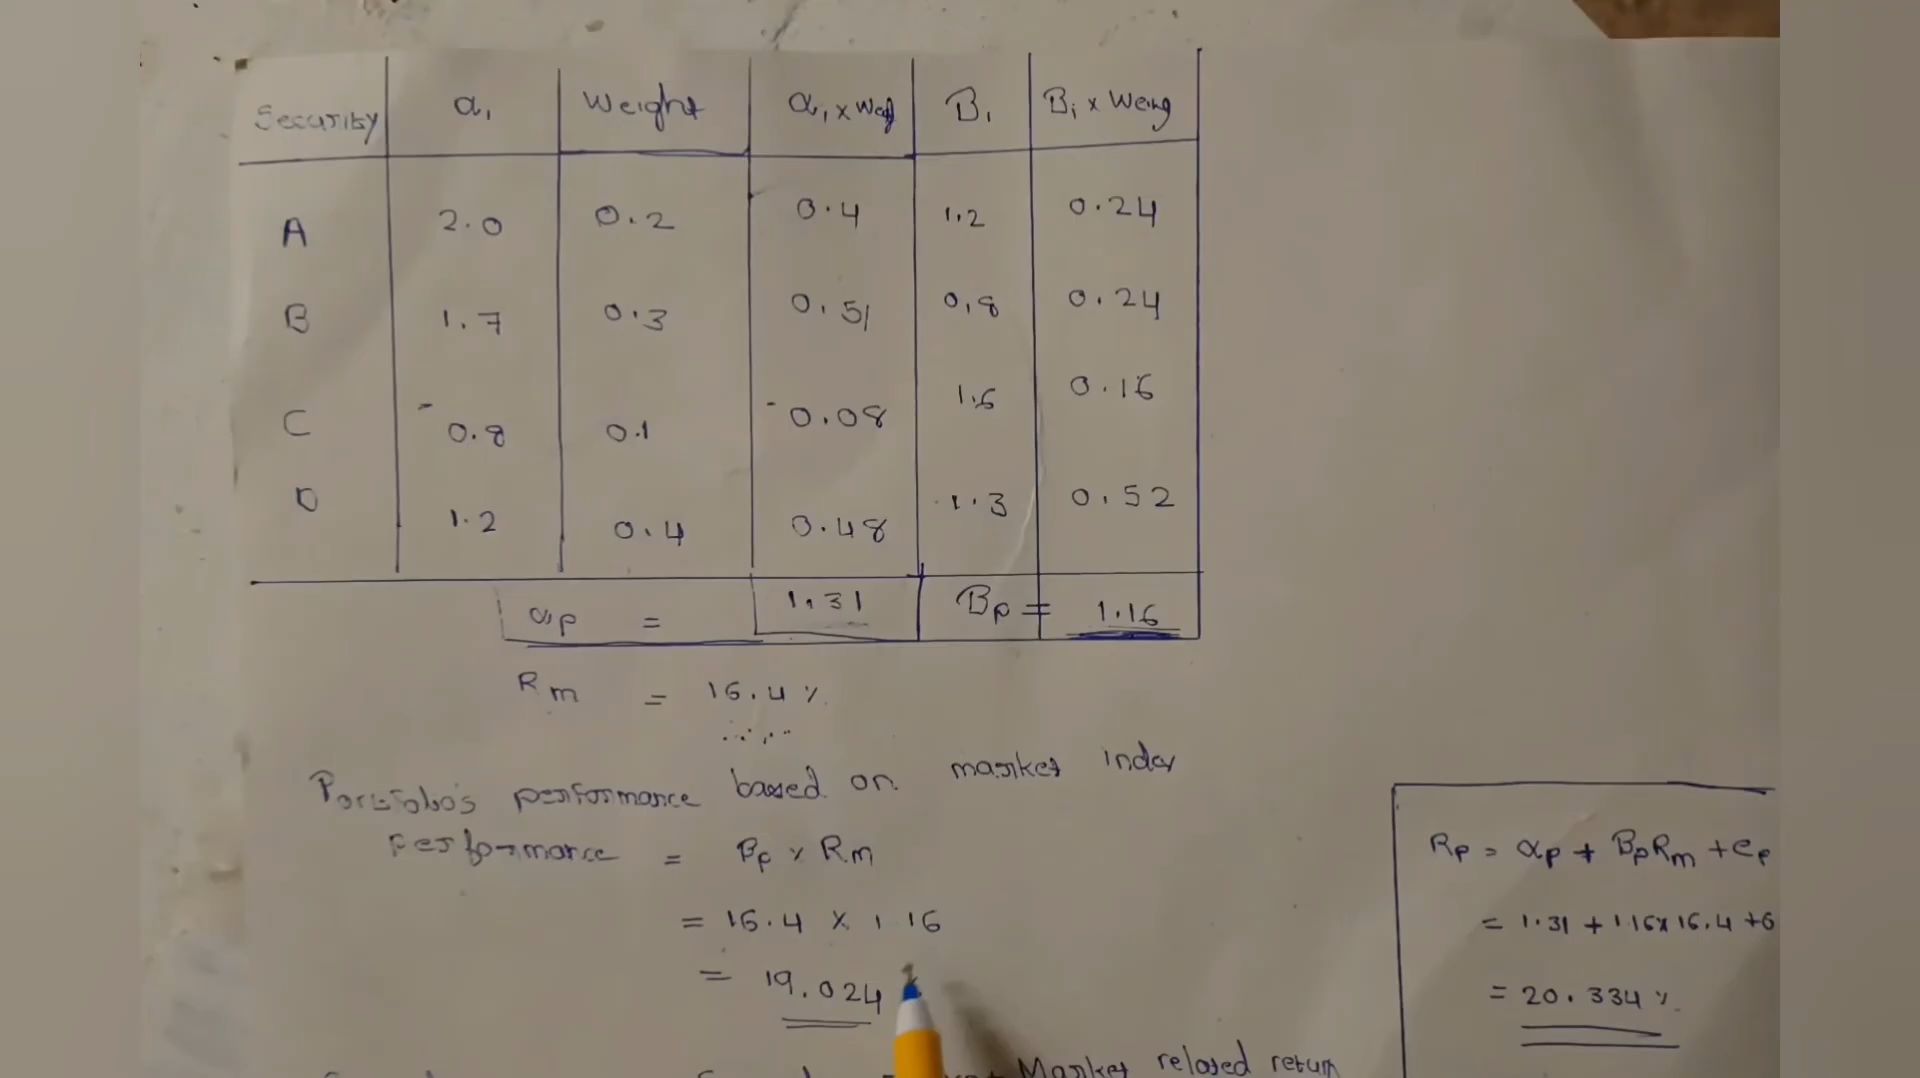 Security α₁ Weight α₁ x Weig B₁ Bᵢ x Weing
A 2.0 0.2 0.4 1.2 0.24
B 1.7 0.3 0.51 0.8 0.24
C -0.8 0.1 -0.08 1.6 0.16
D 1.2 0.4 0.48 1.3 0.52
αp = 1.31 Bp = 1.16
Rm = 16.4 %
Portfolio's performance based on market index
performance = Bp x Rm
= 16.4 x 1.16
= 19.024
Market related return
Rp = αp + BpRm + ep
= 1.31 + 1.16x16.4 +0
= 20.334 %